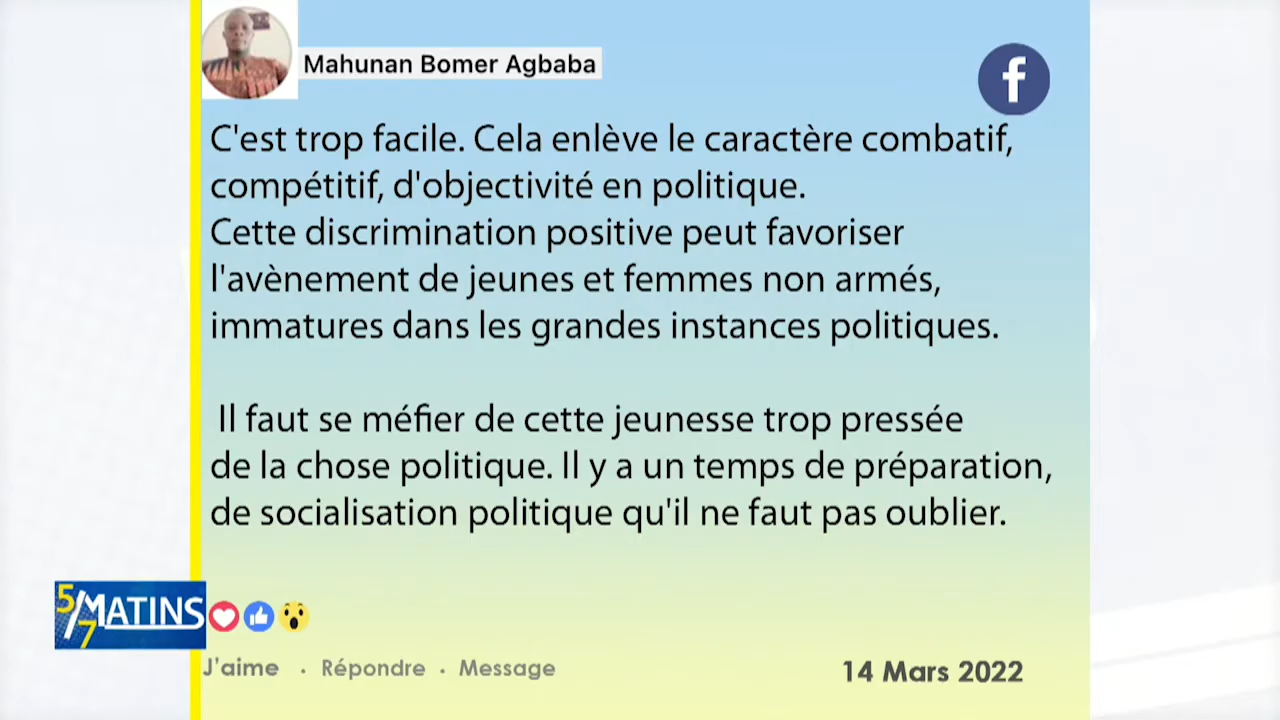 Mahunan Bomer Agbaba
f
C'est trop facile. Cela enlève le caractère combatif,
compétitif, d'objectivité en politique.
Cette discrimination positive peut favoriser
l'avènement de jeunes et femmes non armés,
immatures dans les grandes instances politiques.
Il faut se méfier de cette jeunesse trop pressée
de la chose politique. Il y a un temps de préparation,
de socialisation politique qu'il ne faut pas oublier.
5/7 MATINS
J'aime · Répondre · Message
14 Mars 2022